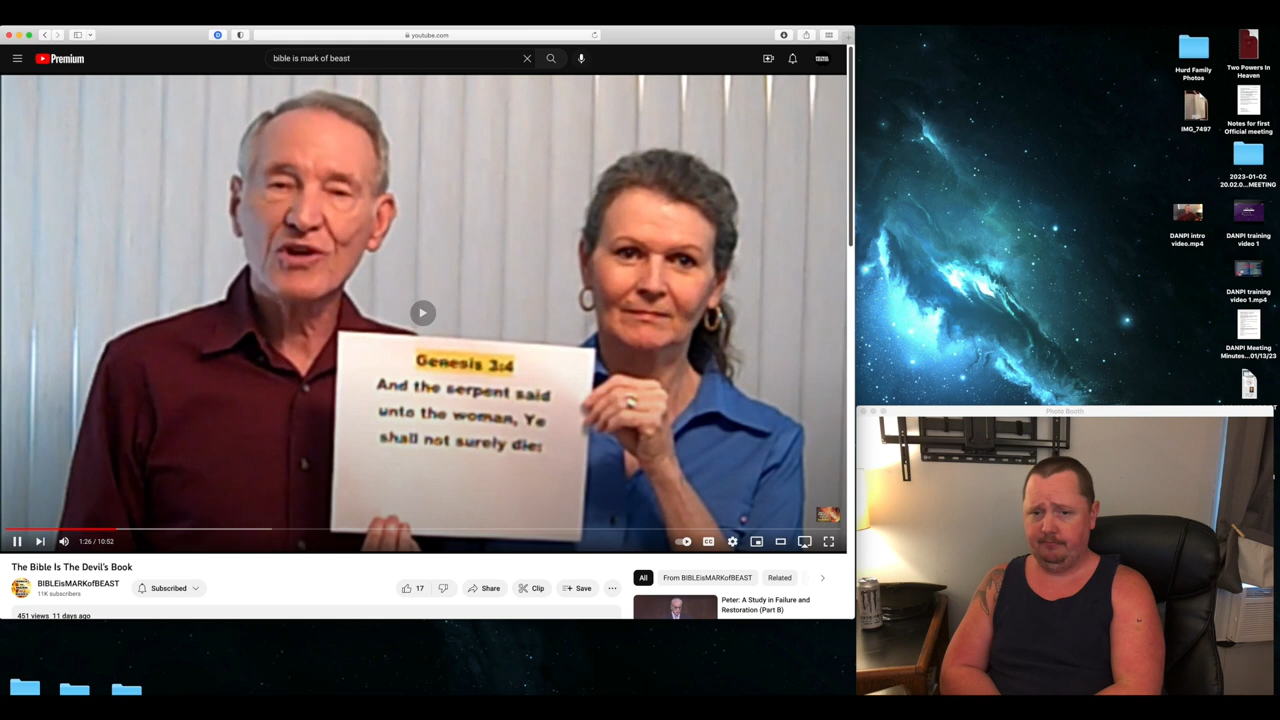 youtube.com
Premium
bible is mark of beast
Genesis 3:4
And the serpent said
unto the woman, Ye
shall not surely die:
1:26 / 10:52
The Bible Is The Devil's Book
BIBLEisMARKofBEAST
11K subscribers
Subscribed
17
Share
Clip
Save
451 views 11 days ago
All
From BIBLEisMARKofBEAST
Related
Peter: A Study in Failure and
Restoration (Part B)
Hurd Family
Photos
Two Powers In
Heaven
IMG_7497
Notes for first
Official meeting
2023-01-02
20.02.0...MEETING
DANPI intro
video.mp4
DANPI training
video 1
DANPI training
video 1.mp4
DANPI Meeting
Minutes...01/13/23
Photo Booth